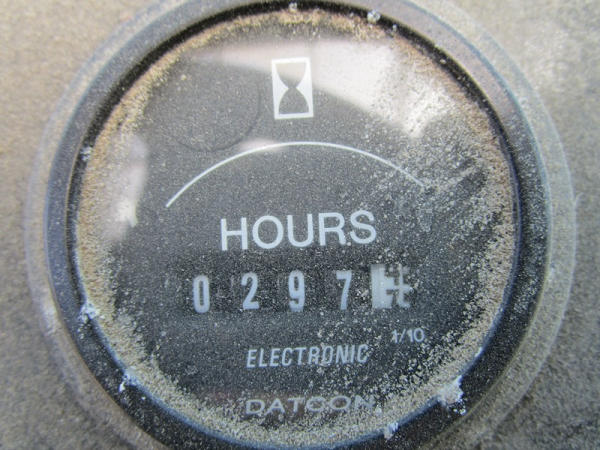 HOURS
0297
1/10
ELECTRONIC
DATCON